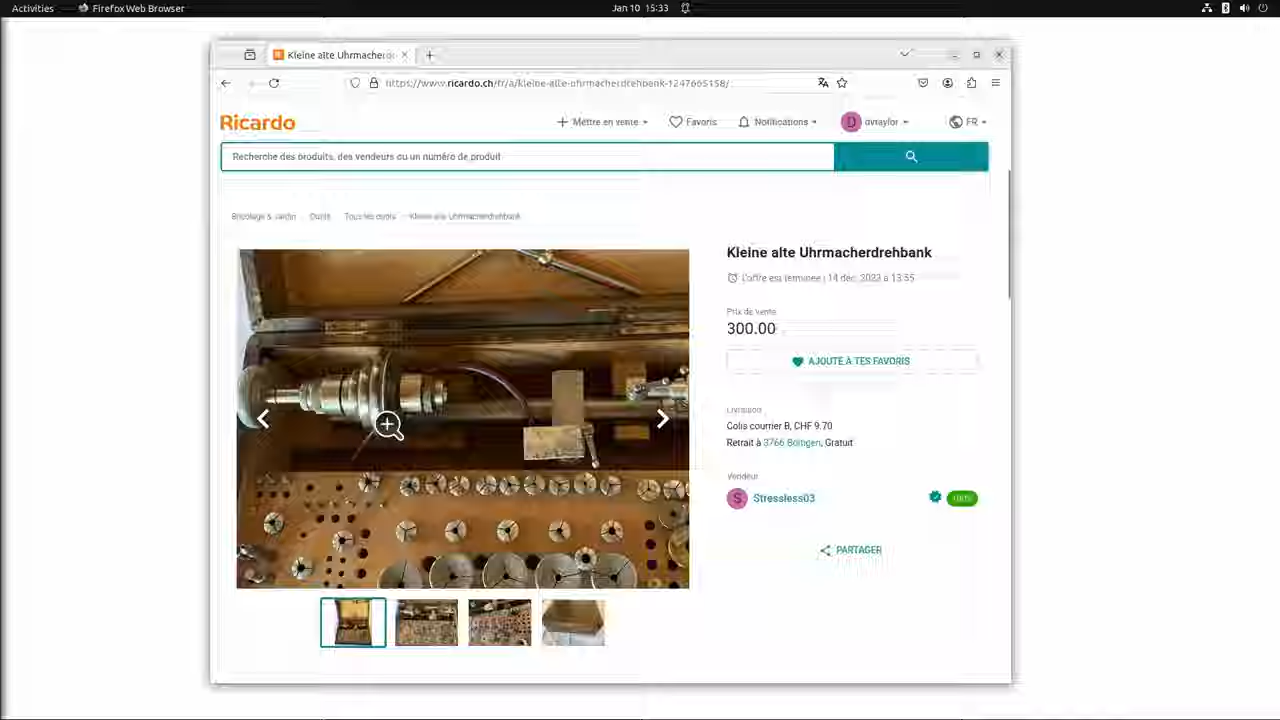 Activities
Firefox Web Browser
Jan 10 15:33
Kleine alte Uhrmacherd
https://www.ricardo.ch/fr/a/kleine-alte-uhrmacherdrehbank-1247665158/
Ricardo
Mettre en vente
Favoris
Notifications
FR
Recherche des produits, des vendeurs ou un numéro de produit
Bricolage & Jardin
Outils
Tous les outils
Kleine alte Uhrmacherdrehbank
Kleine alte Uhrmacherdrehbank
L'offre est terminée | 14 déc. 2023 à 13:55
Prix de vente
300.00
AJOUTE À TES FAVORIS
Livraison
Colis courrier B, CHF 9.70
Retrait à 3766 Boltigen, Gratuit
Vendeur
S
Stressless03
100%
PARTAGER